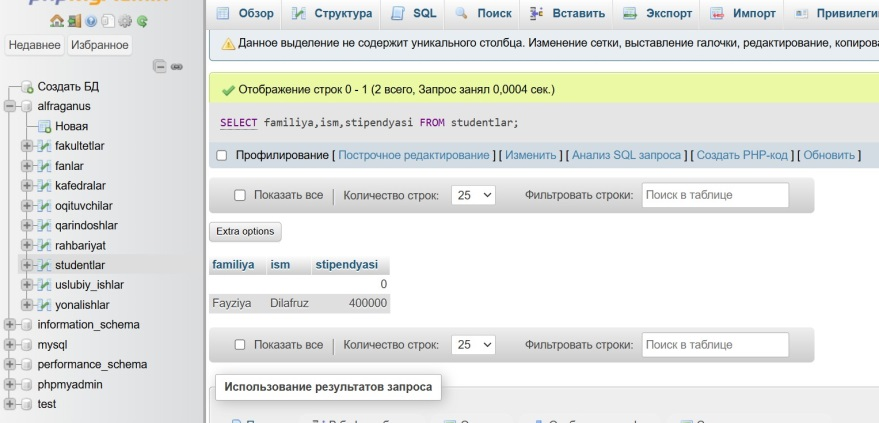 Обзор Структура SQL Поиск Вставить Экспорт Импорт
Недавнее Избранное
Данное выделение не содержит уникального столбца. Изменение сетки, выставление галочки, редактирование,
Создать БД
alfraganus
Новая
fakultetlar
fanlar
kafedralar
oqituvchilar
qarindoshlar
rahbariyat
studentlar
uslubiy_ishlar
yonalishlar
information_schema
mysql
performance_schema
phpmyadmin
test
Отображение строк 0 - 1 (2 всего, Запрос занял 0,0004 сек.)
SELECT familiya,ism,stipendyasi FROM studentlar;
Профилирование [ Построчное редактирование ] [ Изменить ] [ Анализ SQL запроса ] [ Создать PHP-код ] [ Обновить ]
Показать все | Количество строк: 25 Фильтровать строки: Поиск в таблице
Extra options
familiya ism stipendyasi
0
Fayziya Dilafruz 400000
Показать все | Количество строк: 25 Фильтровать строки: Поиск в таблице
Использование результатов запроса